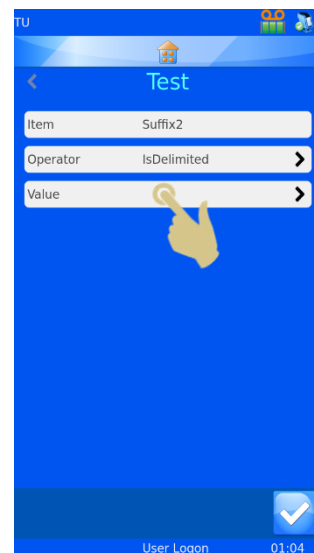 TU
Test
Item Suffix2
Operator IsDelimited
Value
User Logon 01:04